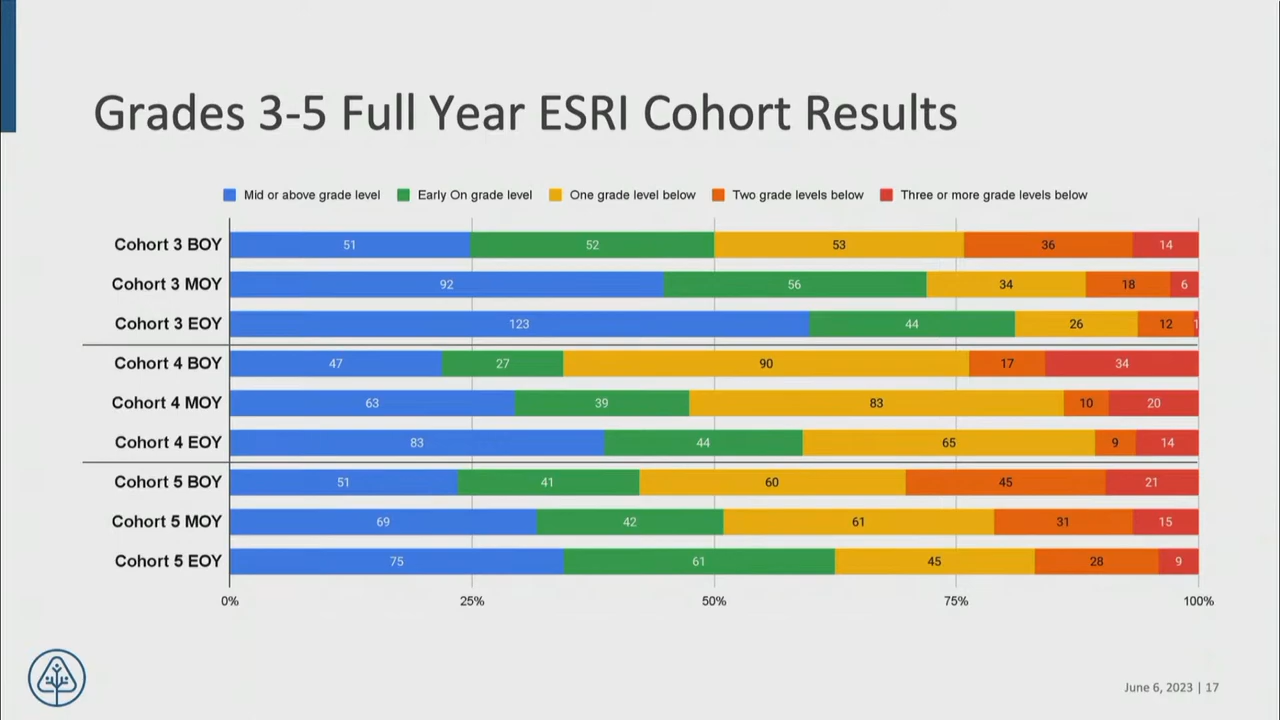 Grades 3-5 Full Year ESRI Cohort Results
Mid or above grade level Early On grade level One grade level below Two grade levels below Three or more grade levels below
Cohort 3 BOY 51 52 53 36 14
Cohort 3 MOY 92 56 34 18 6
Cohort 3 EOY 123 44 26 12 1
Cohort 4 BOY 47 27 90 17 34
Cohort 4 MOY 63 39 83 10 20
Cohort 4 EOY 83 44 65 9 14
Cohort 5 BOY 51 41 60 45 21
Cohort 5 MOY 69 42 61 31 15
Cohort 5 EOY 75 61 45 28 9
0% 25% 50% 75% 100%
June 6, 2023 | 17